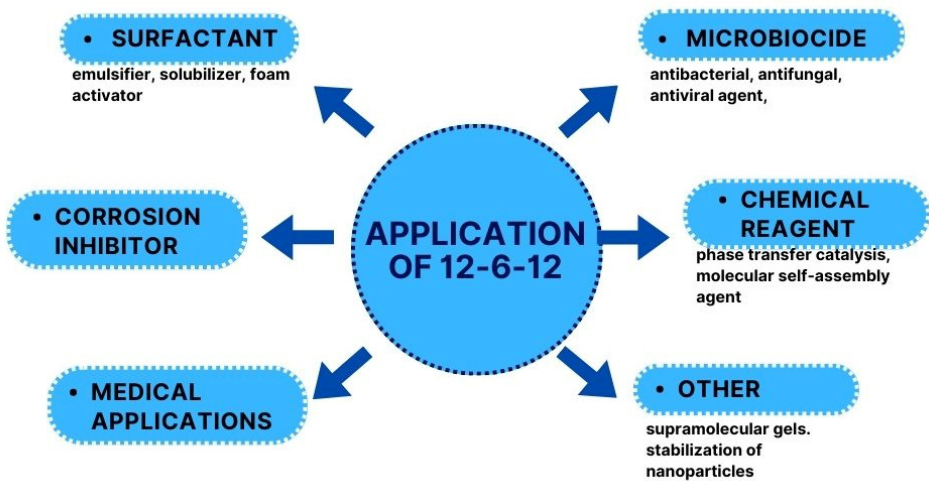 • SURFACTANT
emulsifier, solubilizer, foam
activator
• MICROBIOCIDE
antibacterial, antifungal,
antiviral agent,
• CORROSION
INHIBITOR
APPLICATION
OF 12-6-12
• CHEMICAL
REAGENT
phase transfer catalysis,
molecular self-assembly
agent
• MEDICAL
APPLICATIONS
• OTHER
supramolecular gels.
stabilization of
nanoparticles